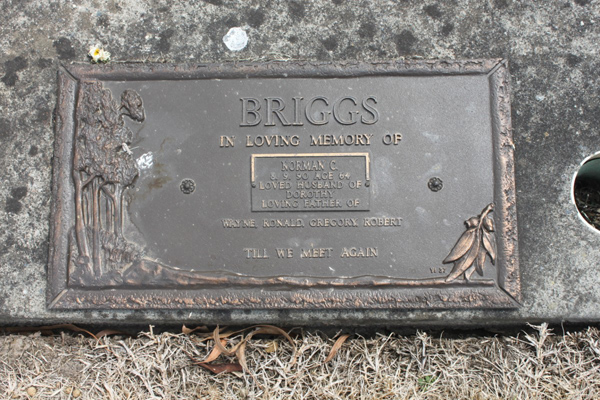 BRIGGS
IN LOVING MEMORY OF
NORMAN C.
8. 9. 90 AGE 64
LOVED HUSBAND OF
DOROTHY
LOVING FATHER OF
WAYNE, RONALD, GREGORY, ROBERT
TILL WE MEET AGAIN